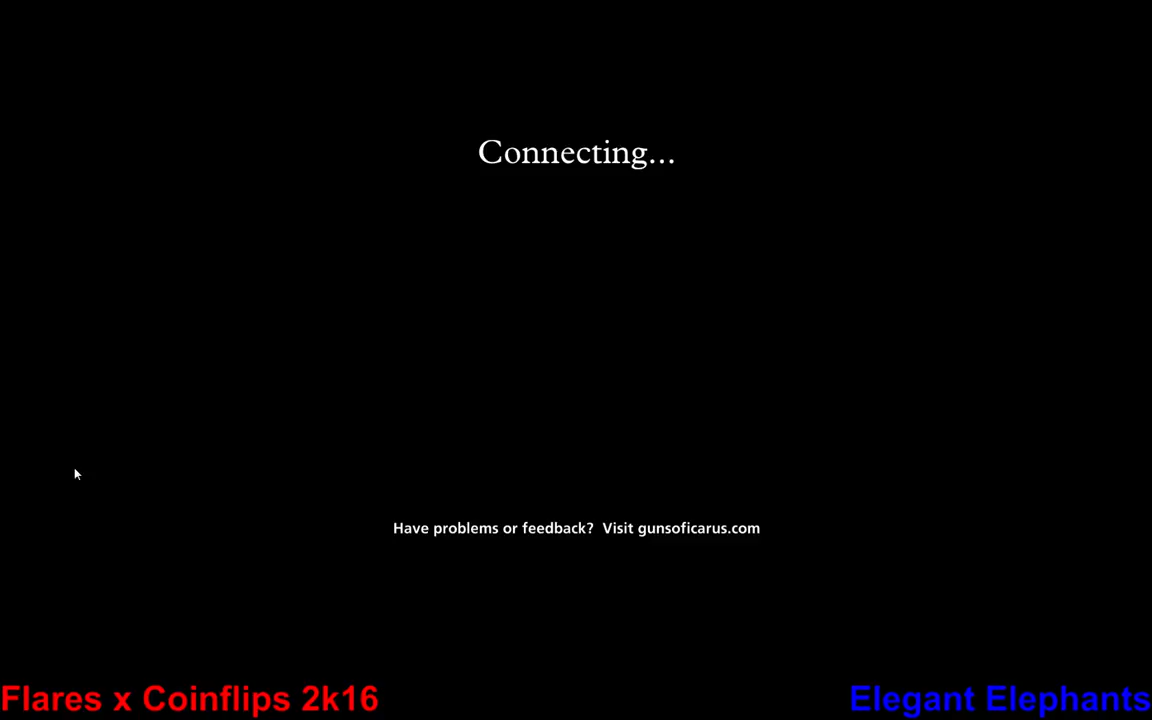 Connecting...
Have problems or feedback?  Visit gunsoficarus.com
Flares x Coinflips 2k16
Elegant Elephants